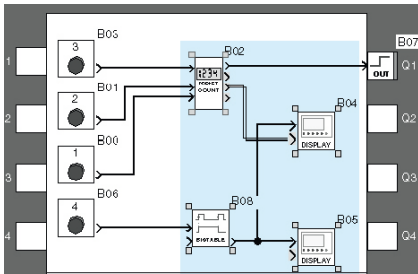 B03
3
B02
B07
1
1234
PRESET
COUNT
OUT
Q1
B01
2
2
B04
Q2
DISPLAY
B00
1
3
Q3
B06
4
B08
B05
4
BISTABLE
DISPLAY
Q4